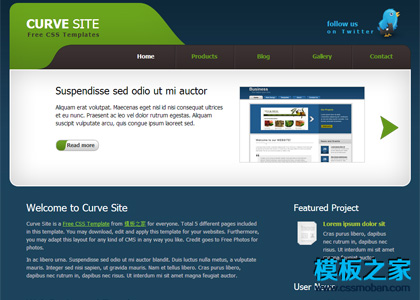 CURVE SITE
Free CSS Templates
follow us
on Twitter
Home Products Blog Gallery Contact
Suspendisse sed odio ut mi auctor
Aliquam erat volutpat. Maecenas eget nisl id nisi consequat ultrices
et eu nunc. Praesent ac leo vel dolor rutrum egestas. Aliquam
suscipit vulputate arcu, quis congue ipsum laoreet sed.
Read more
Business
Welcome to Curve Site
Curve Site is a Free CSS Template from 模板之家 for everyone. Total 5 different pages included
in this template. You may download, edit and apply this template for your websites. Furthermore,
you may adapt this layout for any kind of CMS in any way you like. Credit goes to Free Photos for
photos.
In ac libero urna. Suspendisse sed odio ut mi auctor blandit. Duis luctus nulla metus, a vulputate
mauris. Integer sed nisi sapien, ut gravida mauris. Nam et tellus libero. Cras purus libero,
dapibus nec rutrum in, dapibus nec risus. Ut interdum mi sit amet magna feugiat auctor.
Featured Project
Lorem ipsum dolor sit
Cras purus libero, dapibus
nec rutrum in, dapibus nec
risus. Ut interdum mi sit
amet magna feugiat auctor.
User
模板之家
www.cssmoban.com